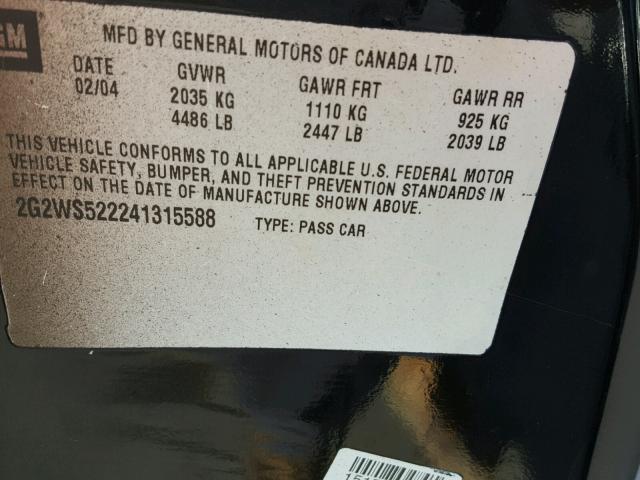 GM
MFD BY GENERAL MOTORS OF CANADA LTD.
DATE GVWR GAWR FRT GAWR RR
02/04 2035 KG 1110 KG 925 KG
4486 LB 2447 LB 2039 LB
THIS VEHICLE CONFORMS TO ALL APPLICABLE U.S. FEDERAL MOTOR
VEHICLE SAFETY, BUMPER, AND THEFT PREVENTION STANDARDS IN
EFFECT ON THE DATE OF MANUFACTURE SHOWN ABOVE.
2G2WS522241315588 TYPE: PASS CAR